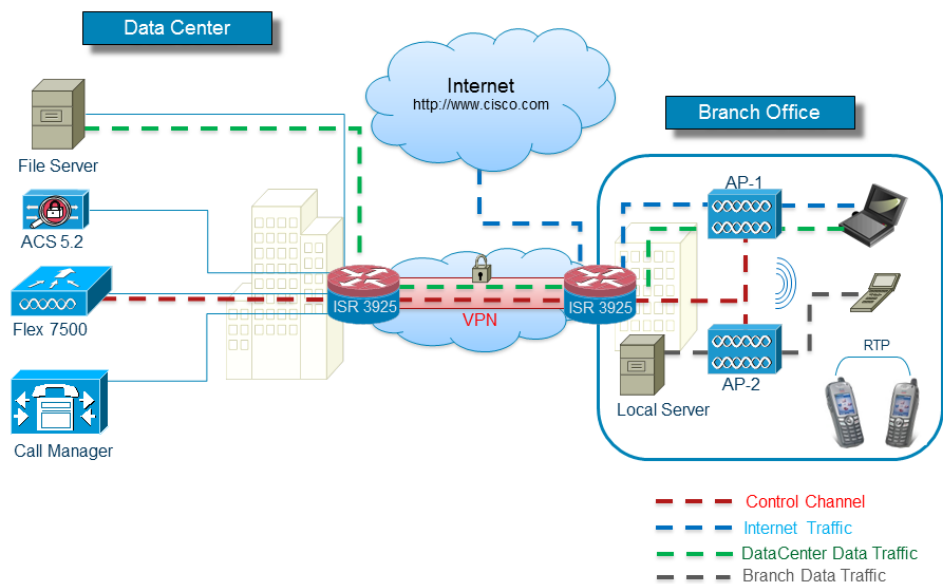 Data Center
Internet
http://www.cisco.com
Branch Office
File Server
AP-1
ACS 5.2
ISR 3925
VPN
ISR 3925
Flex 7500
RTP
AP-2
Local Server
Call Manager
Control Channel
Internet Traffic
DataCenter Data Traffic
Branch Data Traffic